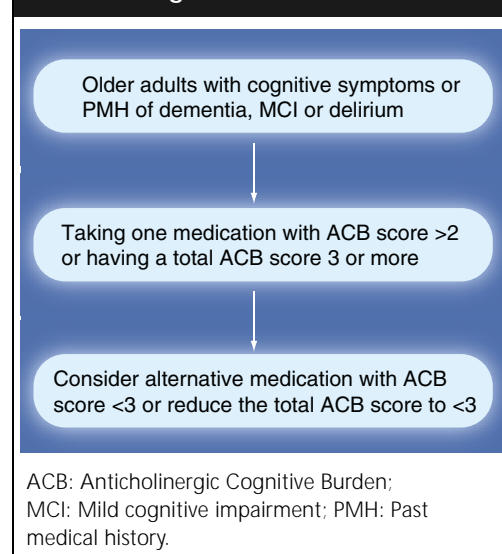 Older adults with cognitive symptoms or
PMH of dementia, MCI or delirium
Taking one medication with ACB score >2
or having a total ACB score 3 or more
Consider alternative medication with ACB
score <3 or reduce the total ACB score to <3
ACB: Anticholinergic Cognitive Burden;
MCI: Mild cognitive impairment; PMH: Past
medical history.